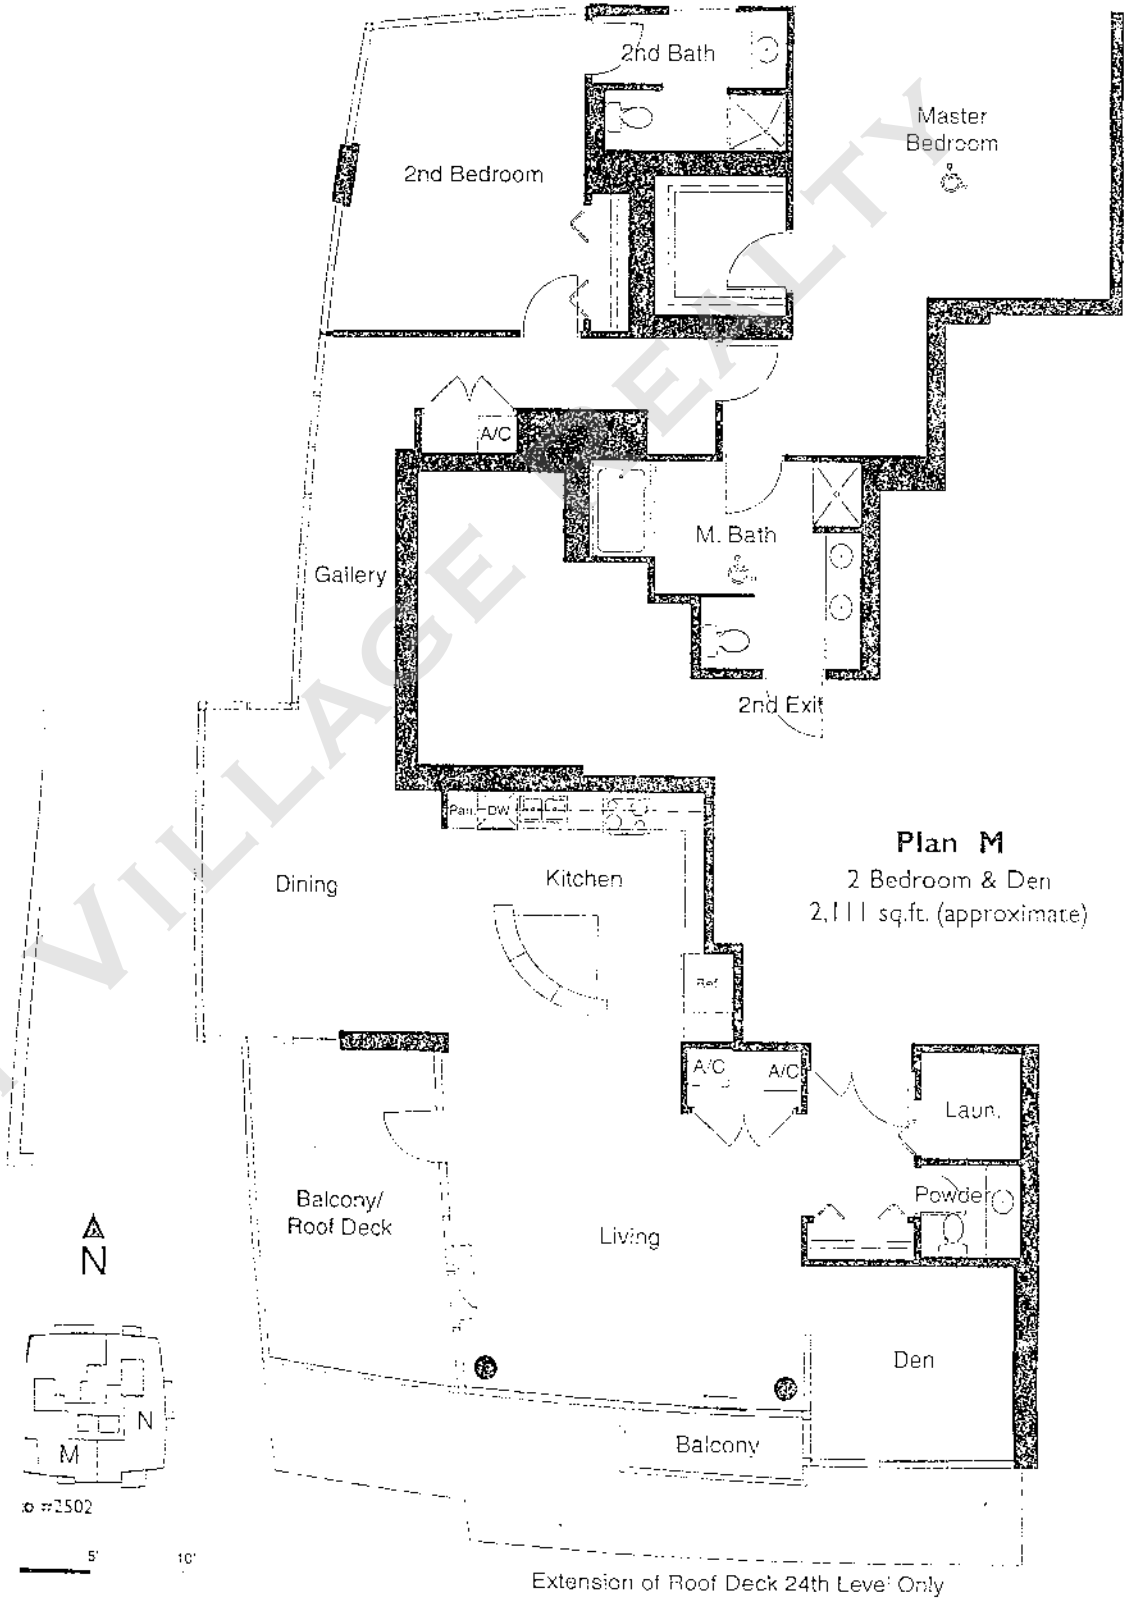 2nd Bath
Master
Bedroom
2nd Bedroom
A/C
M. Bath
Gallery
2nd Exit
Pan.
DW
Plan M
2 Bedroom & Den
2,111 sq.ft. (approximate)
Dining
Kitchen
Ref.
A/C
A/C
Laun.
Powder
Balcony/
Roof Deck
Living
N
Den
N
M
Balcony
#2502
5'
10'
Extension of Roof Deck 24th Level Only
VILLAGE REALTY